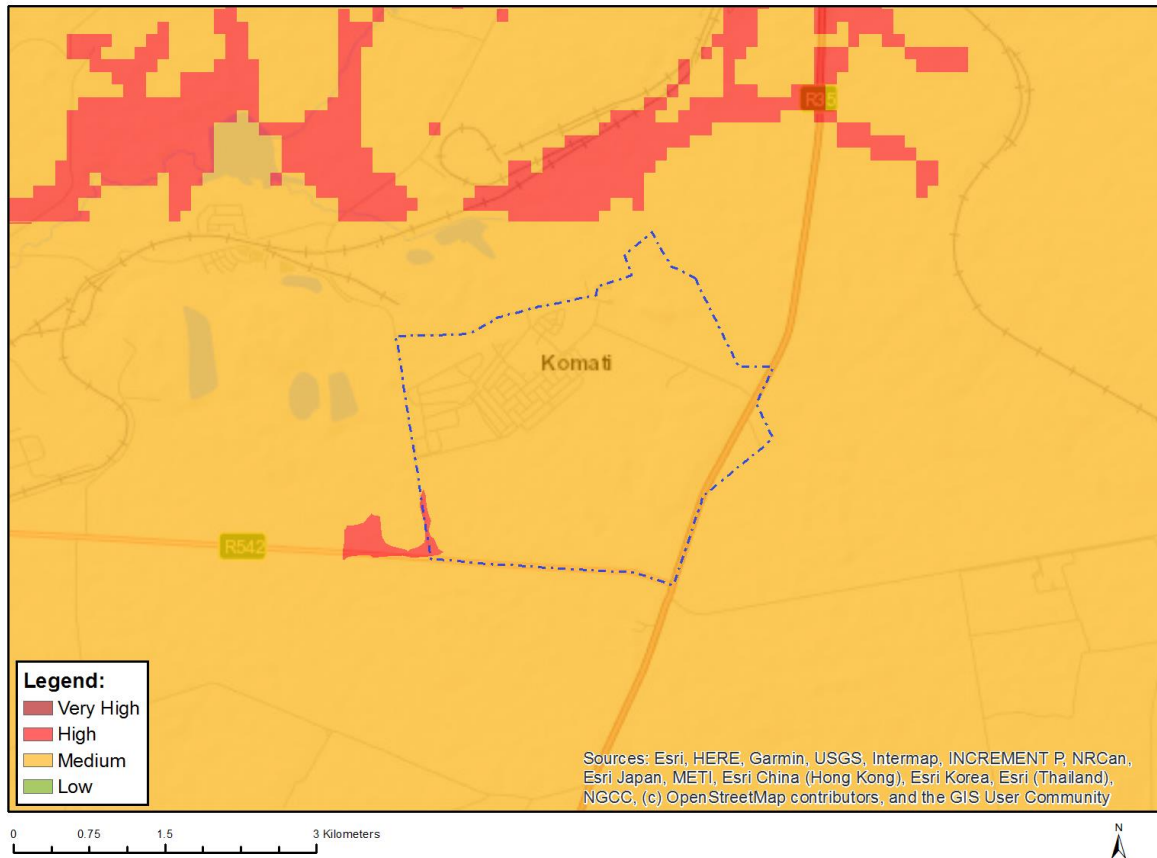 R35
Komati
R542
Legend:
Very High
High
Medium
Low
Sources: Esri, HERE, Garmin, USGS, Intermap, INCREMENT P, NRCan,
Esri Japan, METI, Esri China (Hong Kong), Esri Korea, Esri (Thailand),
NGCC, (c) OpenStreetMap contributors, and the GIS User Community
0 0.75 1.5 3 Kilometers
N